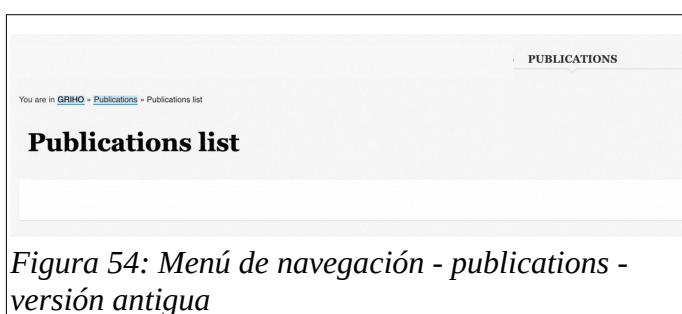 PUBLICATIONS
You are in GRIHO » Publications » Publications list
Publications list
Figura 54: Menú de navegación - publications -
versión antigua